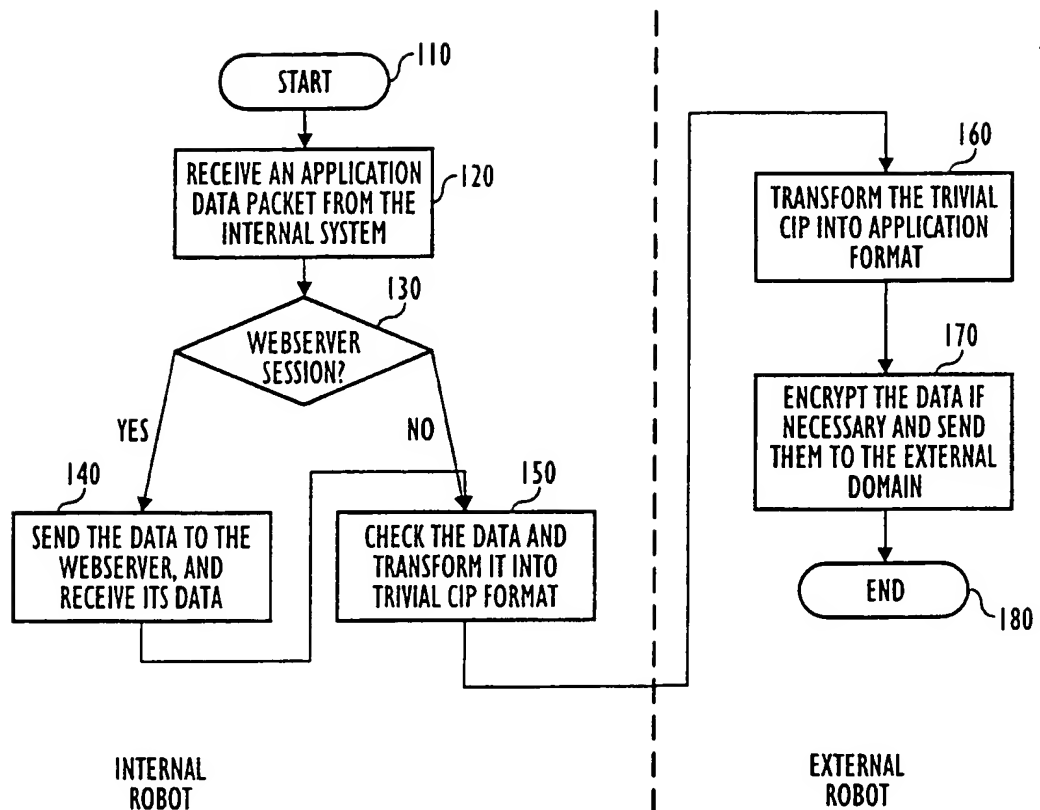 START
110
RECEIVE AN APPLICATION
DATA PACKET FROM THE
INTERNAL SYSTEM
120
WEBSERVER
SESSION?
130
YES
NO
140
SEND THE DATA TO THE
WEBSERVER, AND
RECEIVE ITS DATA
150
CHECK THE DATA AND
TRANSFORM IT INTO
TRIVIAL CIP FORMAT
160
TRANSFORM THE TRIVIAL
CIP INTO APPLICATION
FORMAT
170
ENCRYPT THE DATA IF
NECESSARY AND SEND
THEM TO THE EXTERNAL
DOMAIN
END
180
INTERNAL
ROBOT
EXTERNAL
ROBOT